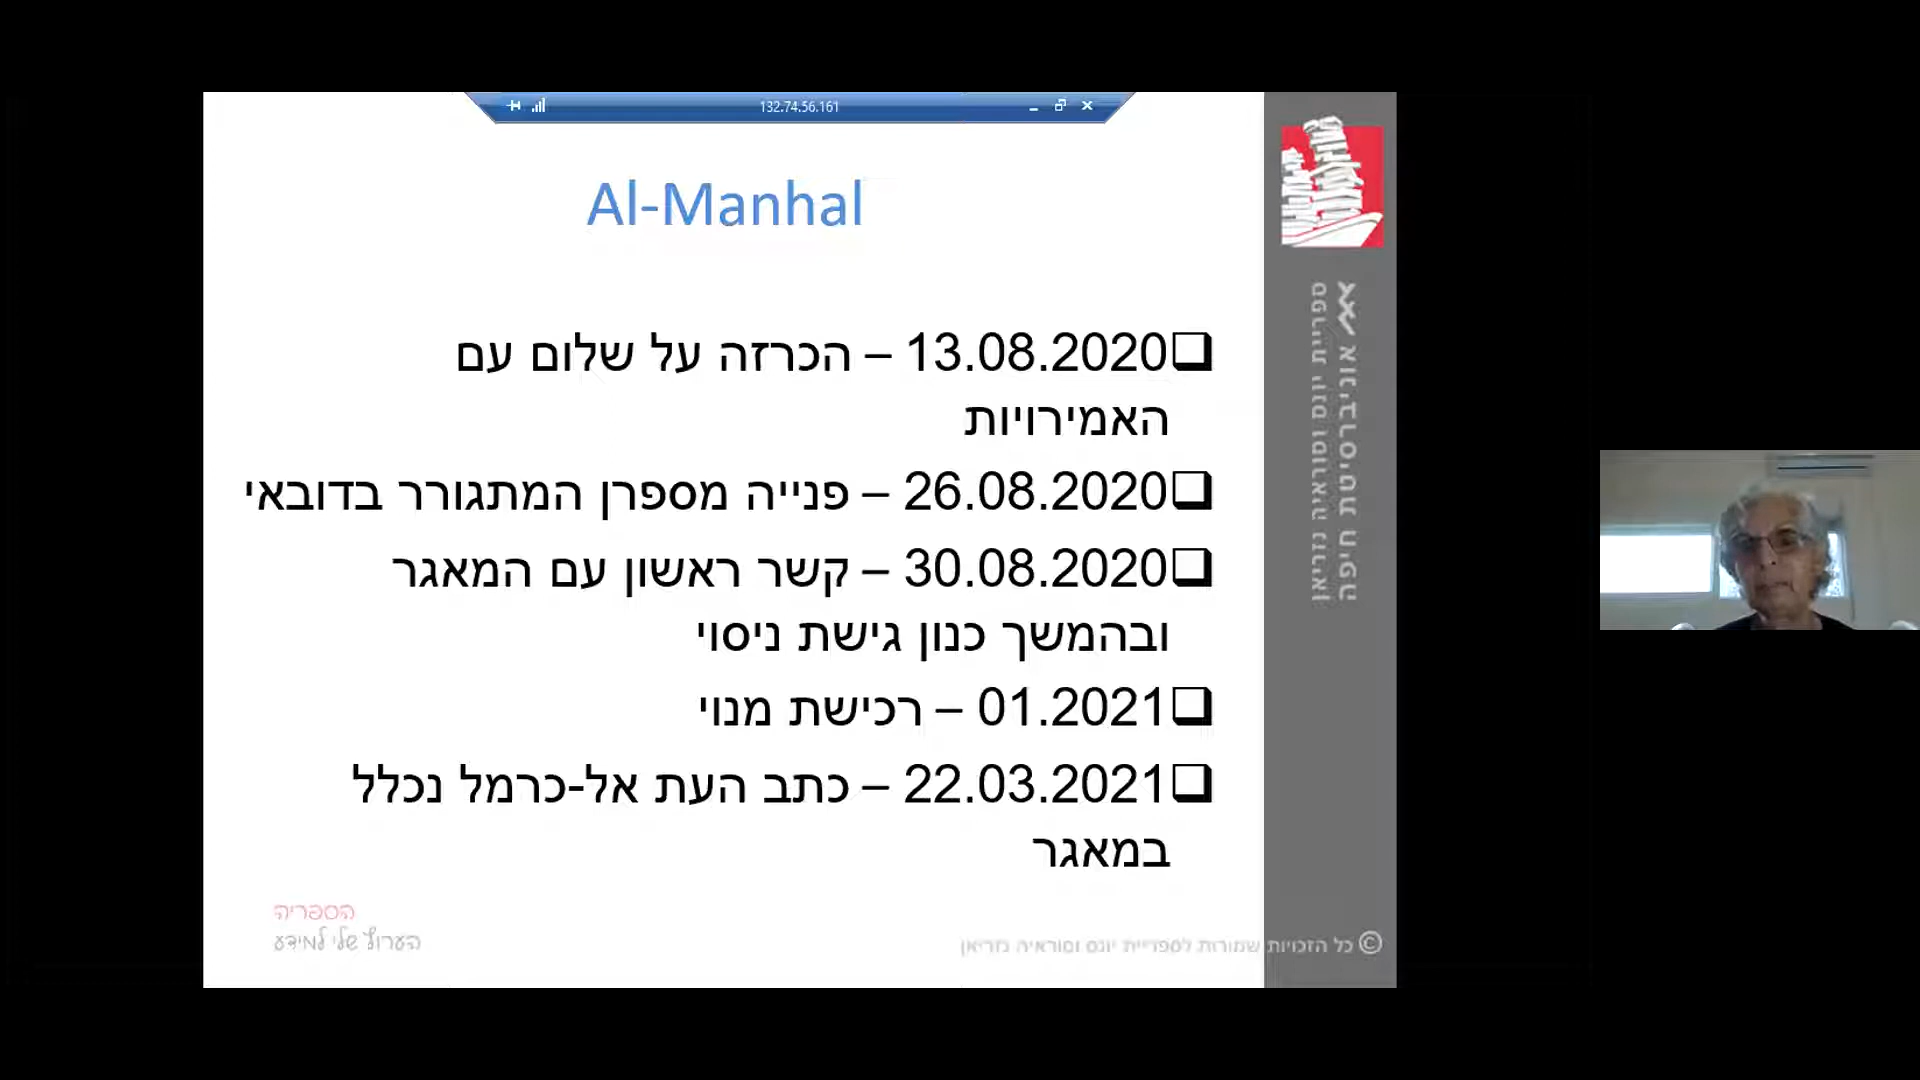 132.74.56.161
Al-Manhal
13.08.2020 – הכרזה על שלום עם
האמירויות
26.08.2020 – פנייה מספרן המתגורר בדובאי
30.08.2020 – קשר ראשון עם המאגר
ובהמשך כנון גישת ניסוי
01.2021 – רכישת מנוי
22.03.2021 – כתב העת אל-כרמל נכלל
במאגר
אוניברסיטת חיפה
ספריית יונס וסוראיה נזריאן
הספריה
הערוץ שלי למידע
© כל הזכויות שמורות לספריית יונס וסוראיה נזריאן